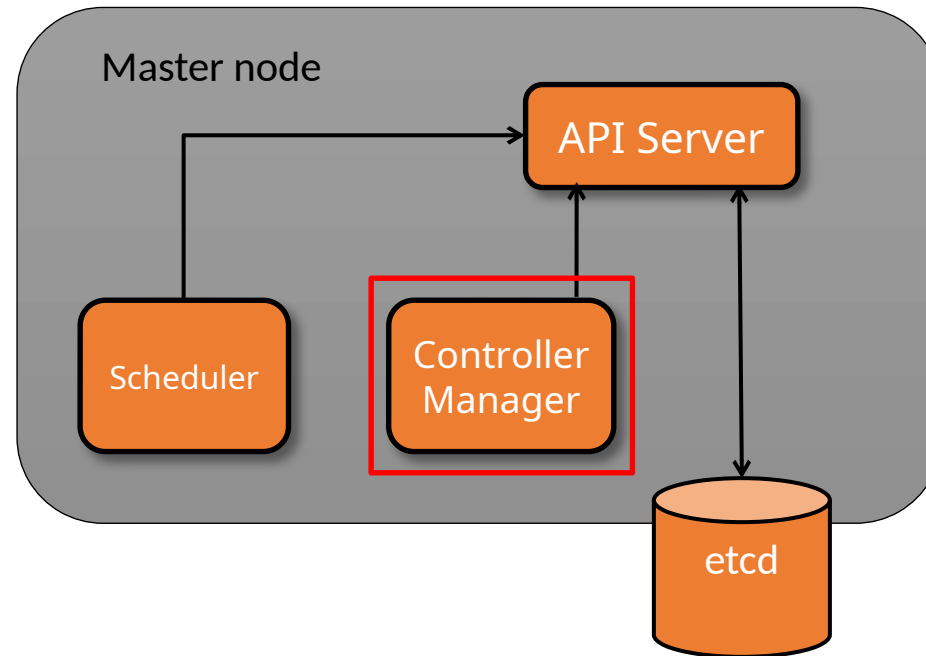 Master node
API Server
Scheduler
Controller
Manager
etcd